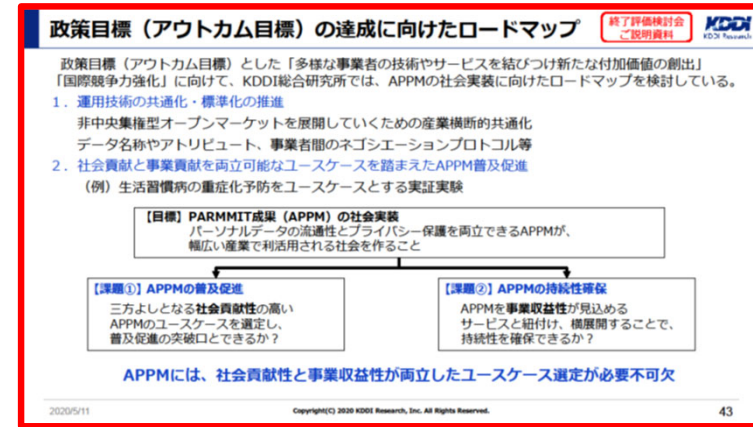 政策目標（アウトカム目標）の達成に向けたロードマップ
終了評価検討会
ご説明資料
KDDI
KDDI Research
政策目標（アウトカム目標）とした「多様な事業者の技術やサービスを結びつけ新たな付加価値の創出」
「国際競争力強化」に向けて、KDDI総合研究所では、APPMの社会実装に向けたロードマップを検討している。
１．運用技術の共通化・標準化の推進
非中央集権型オープンマーケットを展開していくための産業横断的共通化
データ名称やアトリビュート、事業者間のネゴシエーションプロトコル等
２．社会貢献と事業貢献を両立可能なユースケースを踏まえたAPPM普及促進
（例）生活習慣病の重症化予防をユースケースとする実証実験
【目標】PARMMIT成果（APPM）の社会実装
パーソナルデータの流通性とプライバシー保護を両立できるAPPMが、
幅広い産業で利活用される社会を作ること
【課題①】APPMの普及促進
三方よしとなる社会貢献性の高い
APPMのユースケースを選定し、
普及促進の突破口とできるか？
【課題②】APPMの持続性確保
APPMを事業収益性が見込める
サービスと紐付け、横展開することで、
持続性を確保できるか？
APPMには、社会貢献性と事業収益性が両立したユースケース選定が必要不可欠
2020/5/11
Copyright(C) 2020 KDDI Research, Inc. All Rights Reserved.
43